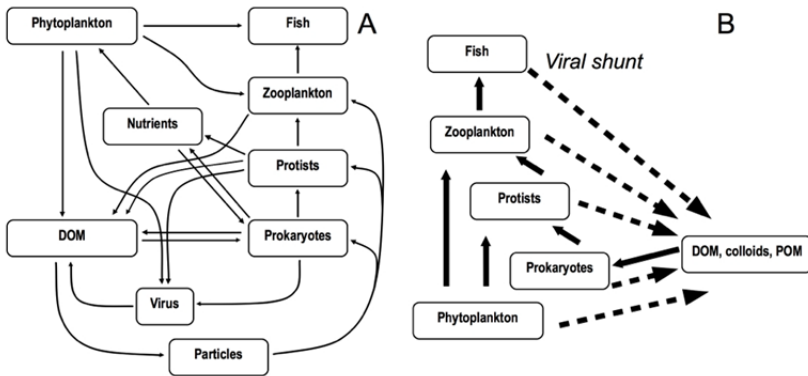 Phytoplankton
Fish
A
Zooplankton
Nutrients
Protists
DOM
Prokaryotes
Virus
Particles
B
Fish
Viral shunt
Zooplankton
Protists
Prokaryotes
DOM, colloids, POM
Phytoplankton